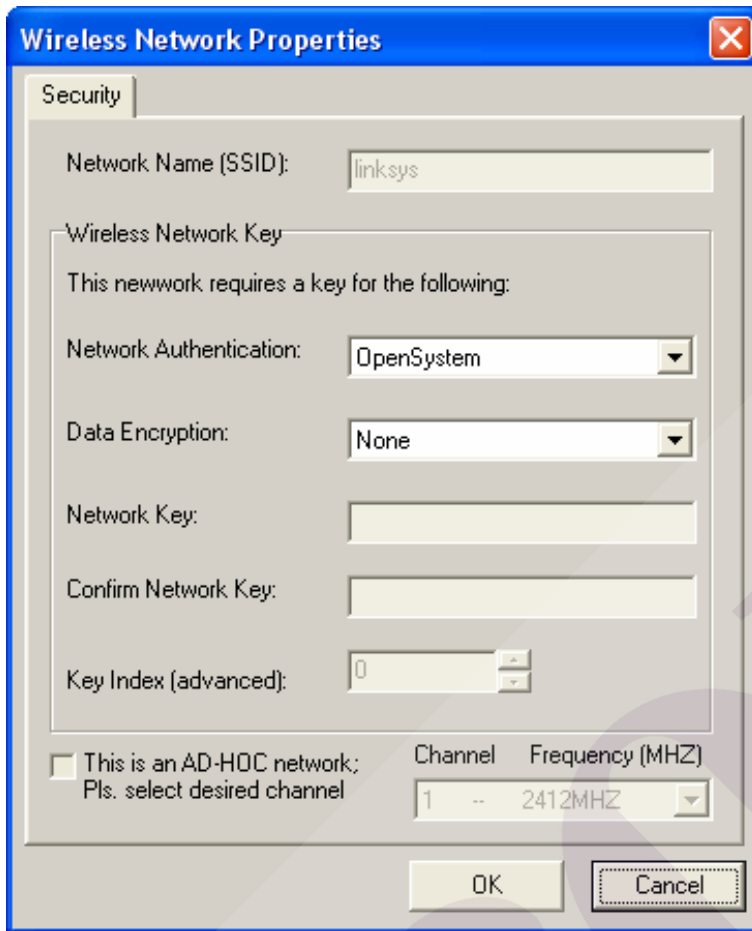 Wireless Network Properties
Security
Network Name (SSID):
linksys
Wireless Network Key
This newwork requires a key for the following:
Network Authentication:
OpenSystem
Data Encryption:
None
Network Key:
Confirm Network Key:
Key Index (advanced):
0
This is an AD-HOC network;
Pls. select desired channel
Channel Frequency (MHZ)
1 -- 2412MHZ
OK
Cancel